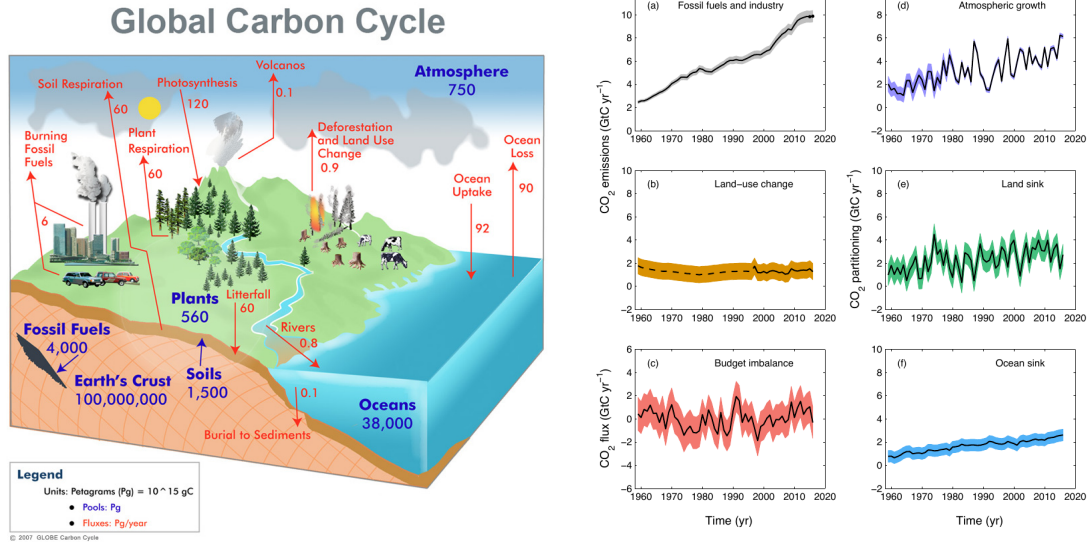 Global Carbon Cycle
Atmosphere
750
Volcanos
0.1
Photosynthesis
120
Soil Respiration
60
Burning
Fossil
Fuels
6
Plant
Respiration
60
Deforestation
and Land Use
Change
0.9
Ocean
Loss
90
Ocean
Uptake
92
Plants
560
Litterfall
60
Rivers
0.8
Fossil Fuels
4,000
Earth's Crust
100,000,000
Soils
1,500
0.1
Burial to Sediments
Oceans
38,000
Legend
Units: Petagrams (Pg) = 10^15 gC
• Pools: Pg
• Fluxes: Pg/year
© 2007 GLOBE Carbon Cycle
(a) Fossil fuels and industry
10
8
6
4
2
0
1960 1970 1980 1990 2000 2010 2020
CO₂ emissions (GtC yr⁻¹)
(b) Land−use change
10
8
6
4
2
0
−2
1960 1970 1980 1990 2000 2010 2020
(c) Budget imbalance
6
4
2
0
−2
−4
−6
1960 1970 1980 1990 2000 2010 2020
CO₂ flux (GtC yr⁻¹)
Time (yr)
(d) Atmospheric growth
10
8
6
4
2
0
−2
1960 1970 1980 1990 2000 2010 2020
CO₂ partitioning (GtC yr⁻¹)
(e) Land sink
10
8
6
4
2
0
−2
1960 1970 1980 1990 2000 2010 2020
(f) Ocean sink
10
8
6
4
2
0
−2
1960 1970 1980 1990 2000 2010 2020
Time (yr)